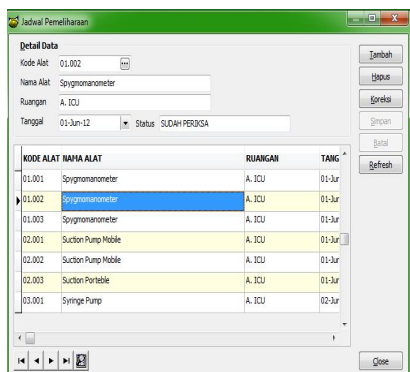 Jadwal Pemeliharaan
Detail Data
Kode Alat 01.002
Nama Alat Spygmomanometer
Ruangan A. ICU
Tanggal 01-Jun-12 Status SUDAH PERIKSA
Tambah
Hapus
Koreksi
Simpan
Batal
Refresh
KODE ALAT NAMA ALAT RUANGAN TANG
01.001 Spygmomanometer A. ICU 01-Jur
01.002 Spygmomanometer A. ICU 01-Jur
01.003 Spygmomanometer A. ICU 01-Jur
02.001 Suction Pump Mobile A. ICU 01-Jur
02.002 Suction Pump Mobile A. ICU 01-Jur
02.003 Suction Porteble A. ICU 01-Jur
03.001 Syringe Pump A. ICU 02-Jur
Close